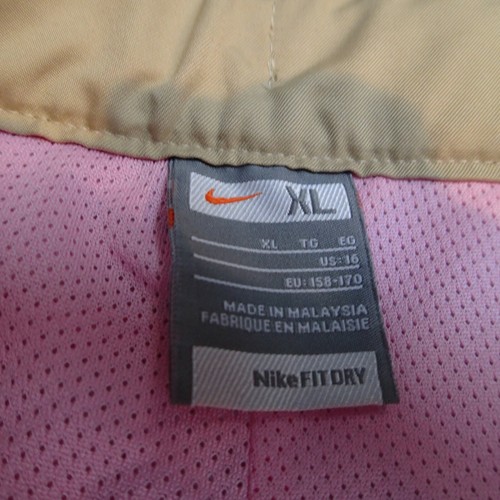 XL
XL TG EG
US: 16
EU: 158-170
MADE IN MALAYSIA
FABRIQUE EN MALAISIE
Nike FIT DRY